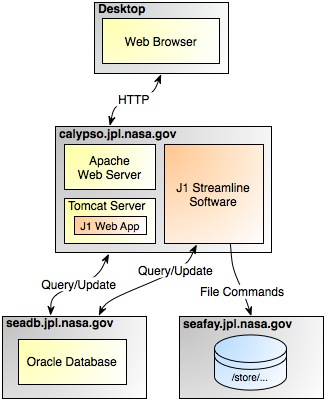 Desktop
Web Browser
HTTP
calypso.jpl.nasa.gov
Apache
Web Server
Tomcat Server
J1 Web App
J1 Streamline
Software
Query/Update
Query/Update
File Commands
seadb.jpl.nasa.gov
Oracle Database
seafay.jpl.nasa.gov
/store/...